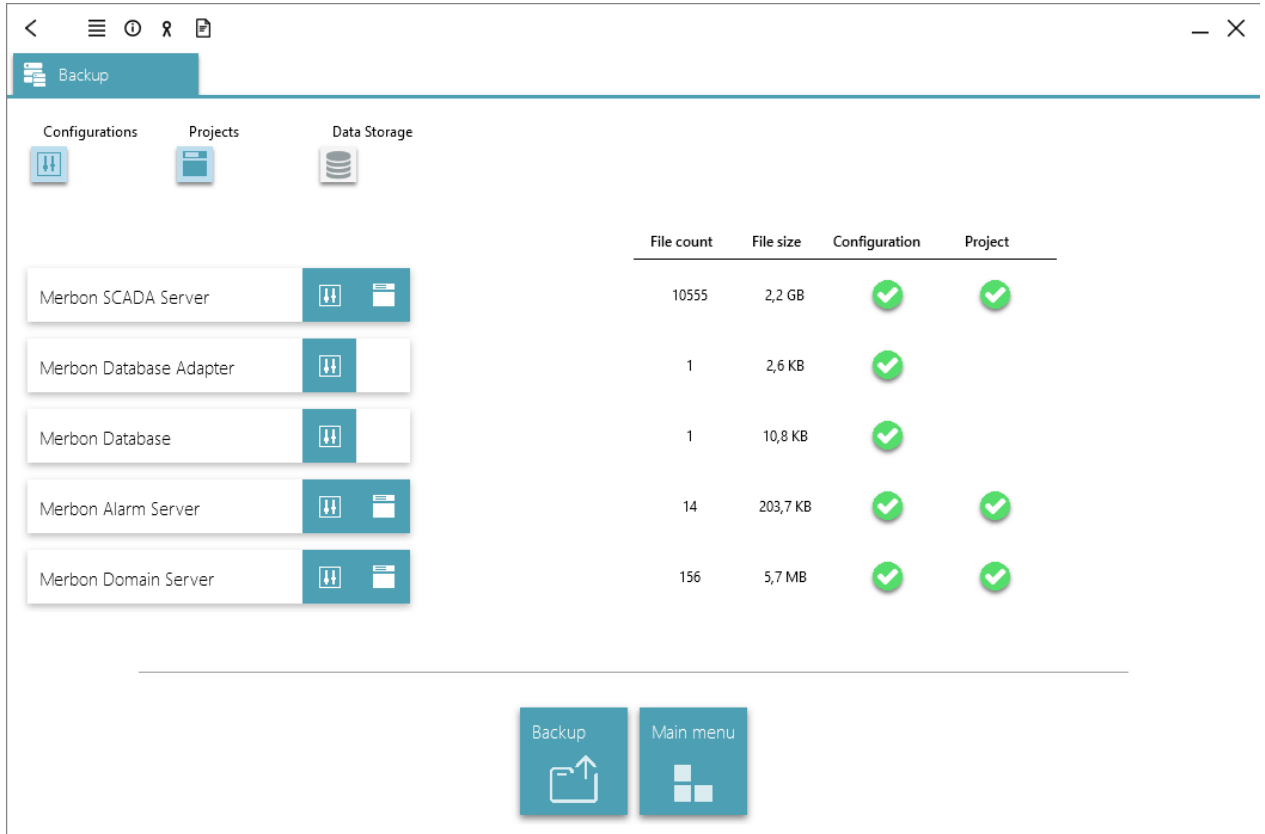 Backup
Configurations Projects Data Storage
File count File size Configuration Project
Merbon SCADA Server 10555 2,2 GB
Merbon Database Adapter 1 2,6 KB
Merbon Database 1 10,8 KB
Merbon Alarm Server 14 203,7 KB
Merbon Domain Server 156 5,7 MB
Backup Main menu